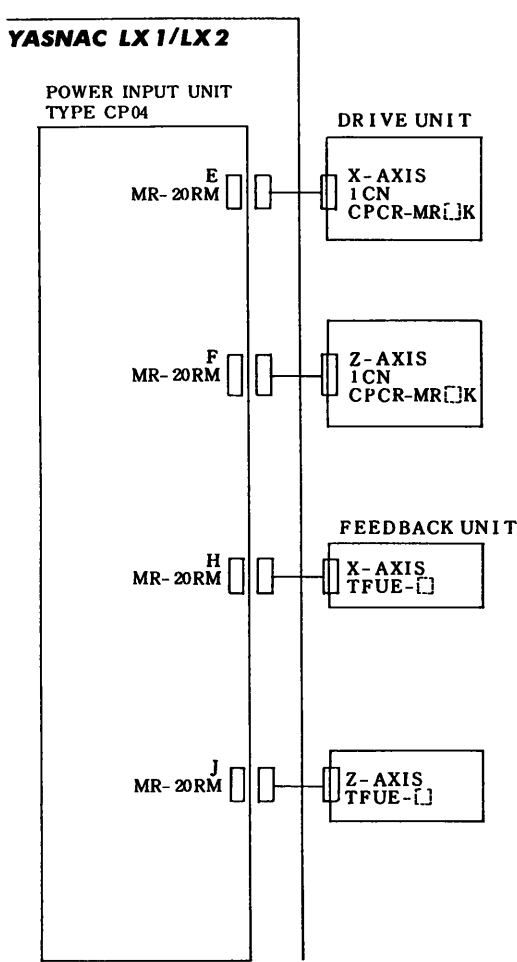 YASNAC LX1/LX2
POWER INPUT UNIT
TYPE CP04
DRIVE UNIT
E
MR-20RM
X-AXIS
1CN
CPCR-MR[]K
F
MR-20RM
Z-AXIS
1CN
CPCR-MR[]K
FEEDBACK UNIT
H
MR-20RM
X-AXIS
TFUE-[]
J
MR-20RM
Z-AXIS
TFUE-[]